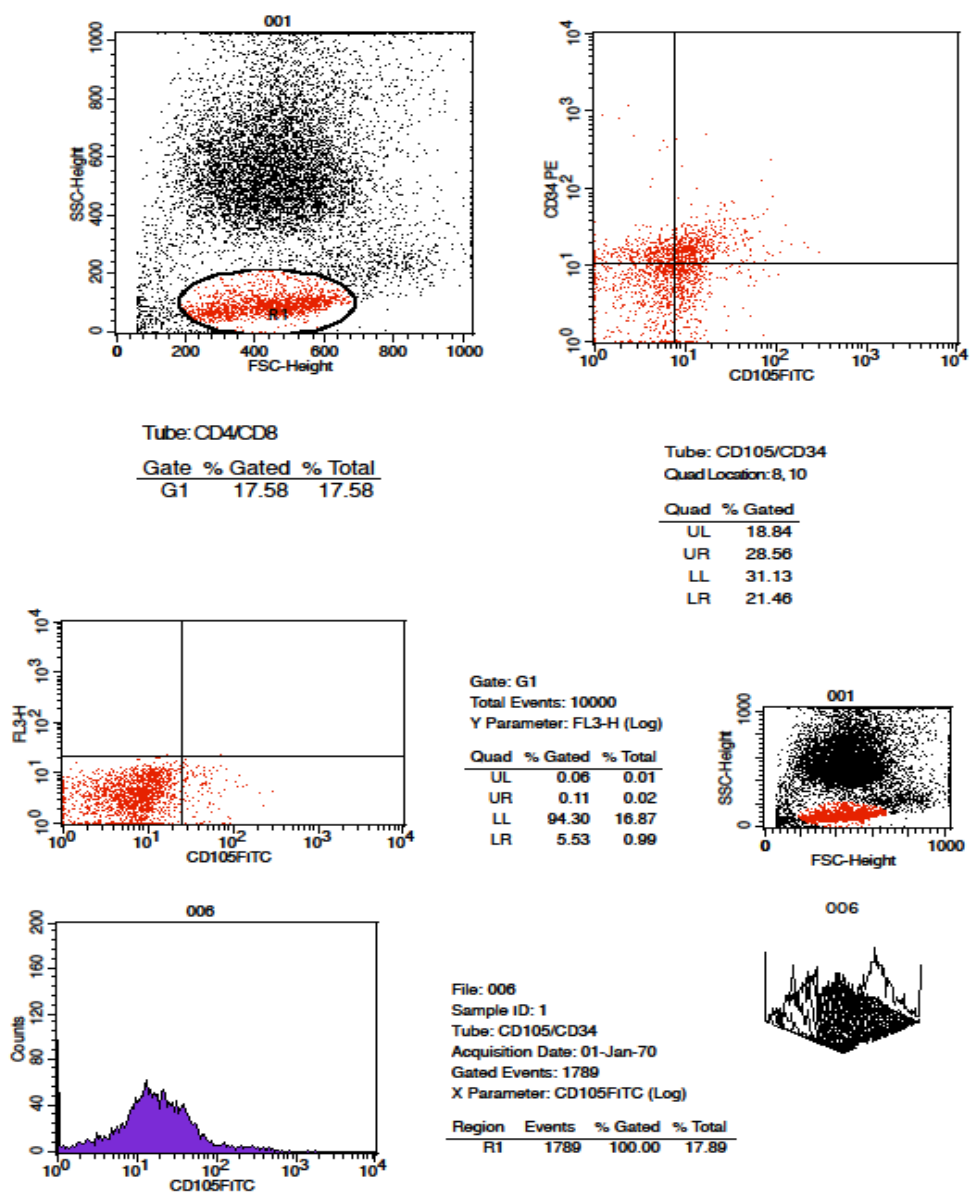 001
1000
800
600
400
200
0
SSC-Height
0 200 400 600 800 1000
FSC-Height
10^4
10^3
10^2
10^1
10^0
CD34 PE
10^0 10^1 10^2 10^3 10^4
CD105FITC
Tube: CD4/CD8
Gate % Gated % Total
G1 17.58 17.58
R1
Tube: CD105/CD34
Quad Location: 8, 10
Quad % Gated
UL 18.84
UR 28.56
LL 31.13
LR 21.46
10^4
10^3
10^2
10^1
10^0
FL3-H
10^0 10^1 10^2 10^3 10^4
CD105FITC
Gate: G1
Total Events: 10000
Y Parameter: FL3-H (Log)
Quad % Gated % Total
UL 0.06 0.01
UR 0.11 0.02
LL 94.30 16.87
LR 5.53 0.99
001
1000
0
SSC-Height
0 1000
FSC-Height
006
200
160
120
80
40
0
Counts
10^0 10^1 10^2 10^3 10^4
CD105FITC
File: 006
Sample ID: 1
Tube: CD105/CD34
Acquisition Date: 01-Jan-70
Gated Events: 1789
X Parameter: CD105FITC (Log)
Region Events % Gated % Total
R1 1789 100.00 17.89
006